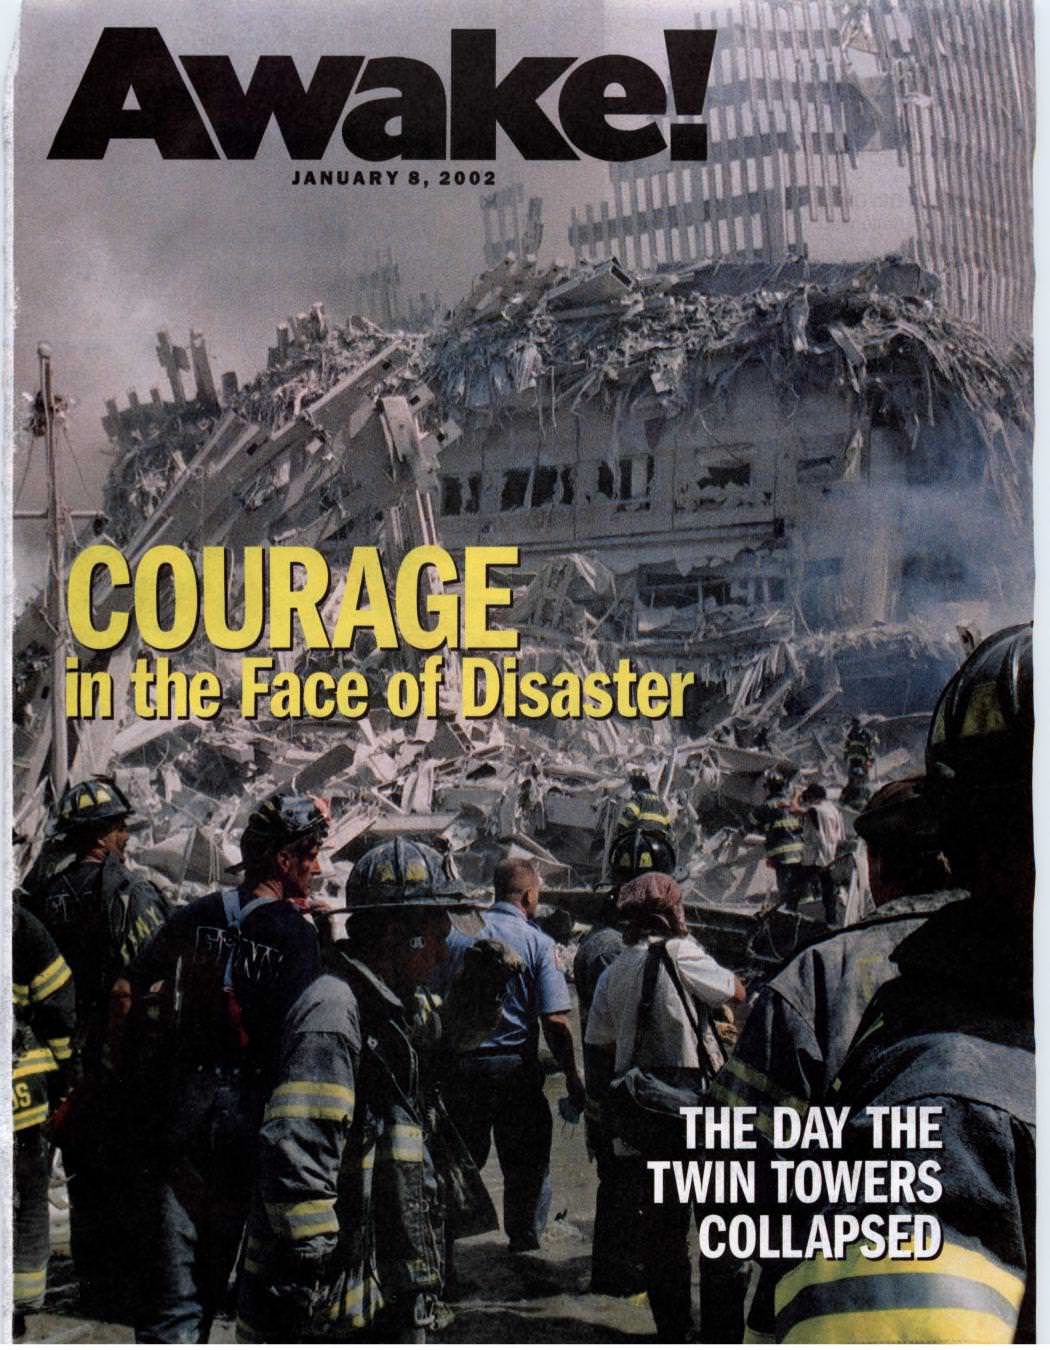 Awake!
JANUARY 8, 2002
COURAGE
in the Face of Disaster
THE DAY THE
TWIN TOWERS
COLLAPSED